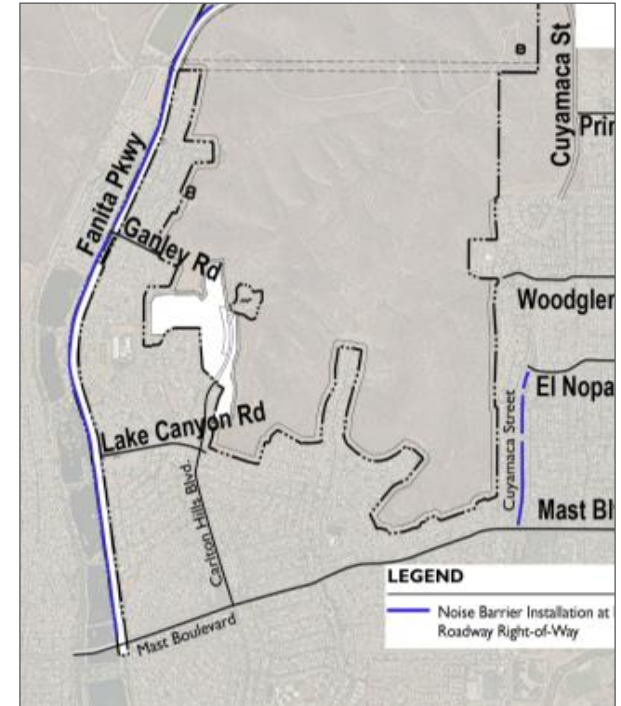 Cuyamaca St
Prir
Fanita Pkwy
Ganley Rd
Woodgler
El Nopa
Cuyamaca Street
Lake Canyon Rd
Carlton Hills Blvd.
Mast Bl
Mast Boulevard
LEGEND
Noise Barrier Installation at
Roadway Right-of-Way